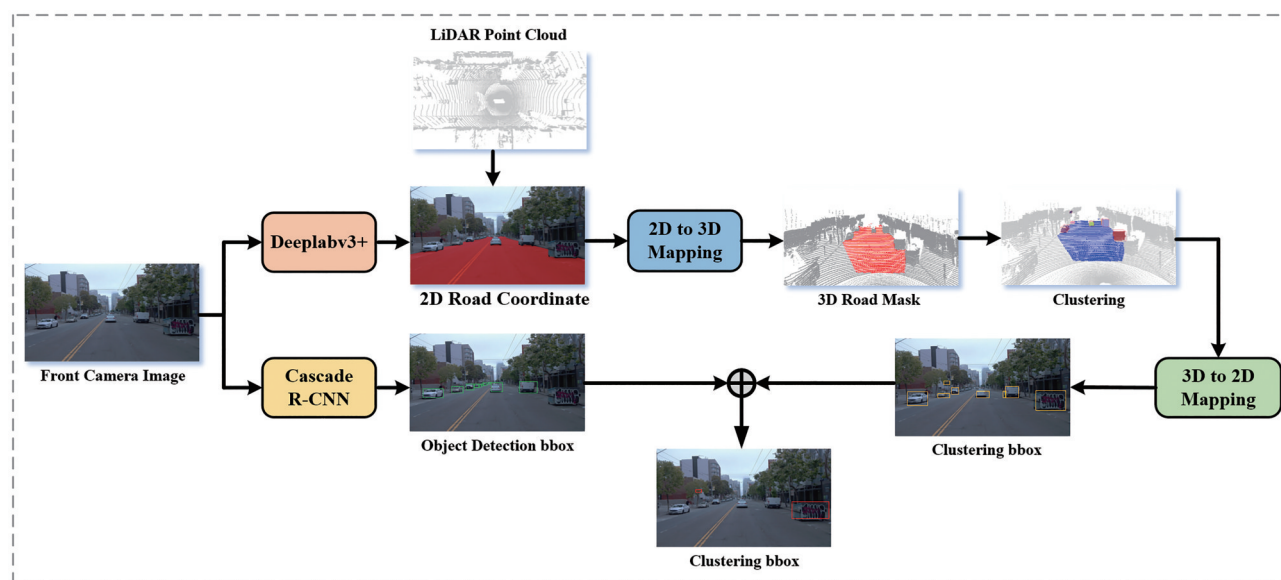 LiDAR Point Cloud
Deeplabv3+
2D Road Coordinate
2D to 3D
Mapping
3D Road Mask
Clustering
Front Camera Image
Cascade
R-CNN
Object Detection bbox
Clustering bbox
3D to 2D
Mapping
Clustering bbox